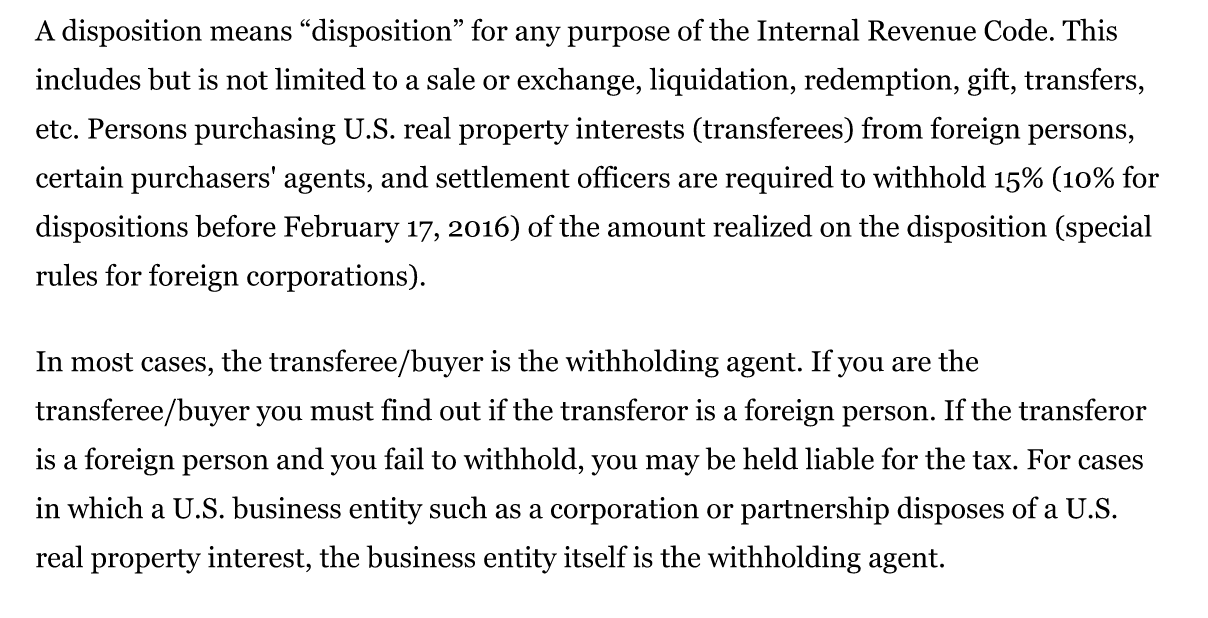 A disposition means “disposition” for any purpose of the Internal Revenue Code. This
includes but is not limited to a sale or exchange, liquidation, redemption, gift, transfers,
etc. Persons purchasing U.S. real property interests (transferees) from foreign persons,
certain purchasers' agents, and settlement officers are required to withhold 15% (10% for
dispositions before February 17, 2016) of the amount realized on the disposition (special
rules for foreign corporations).
In most cases, the transferee/buyer is the withholding agent. If you are the
transferee/buyer you must find out if the transferor is a foreign person. If the transferor
is a foreign person and you fail to withhold, you may be held liable for the tax. For cases
in which a U.S. business entity such as a corporation or partnership disposes of a U.S.
real property interest, the business entity itself is the withholding agent.